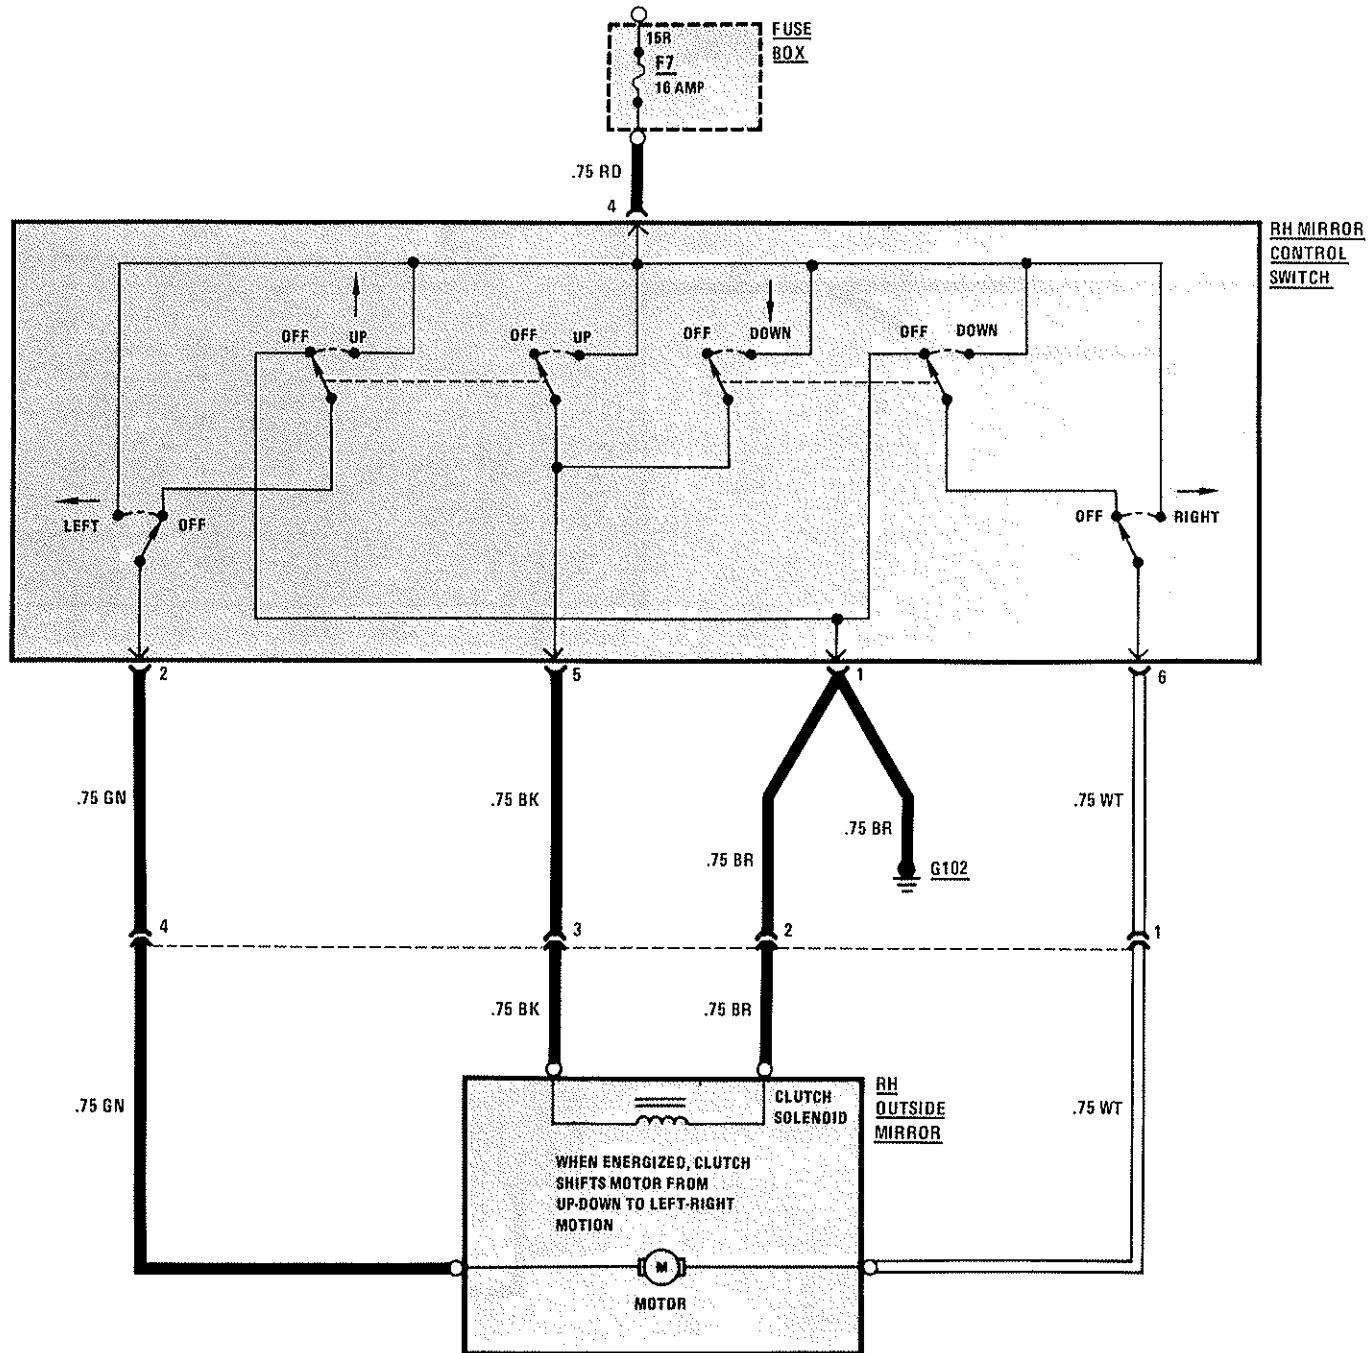 15R
F7
16 AMP
FUSE
BOX
.75 RD
4
RH MIRROR
CONTROL
SWITCH
OFF UP
OFF UP
OFF DOWN
OFF DOWN
LEFT OFF
OFF RIGHT
2
5
1
6
.75 GN
.75 BK
.75 BR
.75 BR
.75 WT
G102
4
3
2
1
.75 GN
.75 BK
.75 BR
.75 WT
CLUTCH
SOLENOID
RH
OUTSIDE
MIRROR
WHEN ENERGIZED, CLUTCH
SHIFTS MOTOR FROM
UP-DOWN TO LEFT-RIGHT
MOTION
M
MOTOR